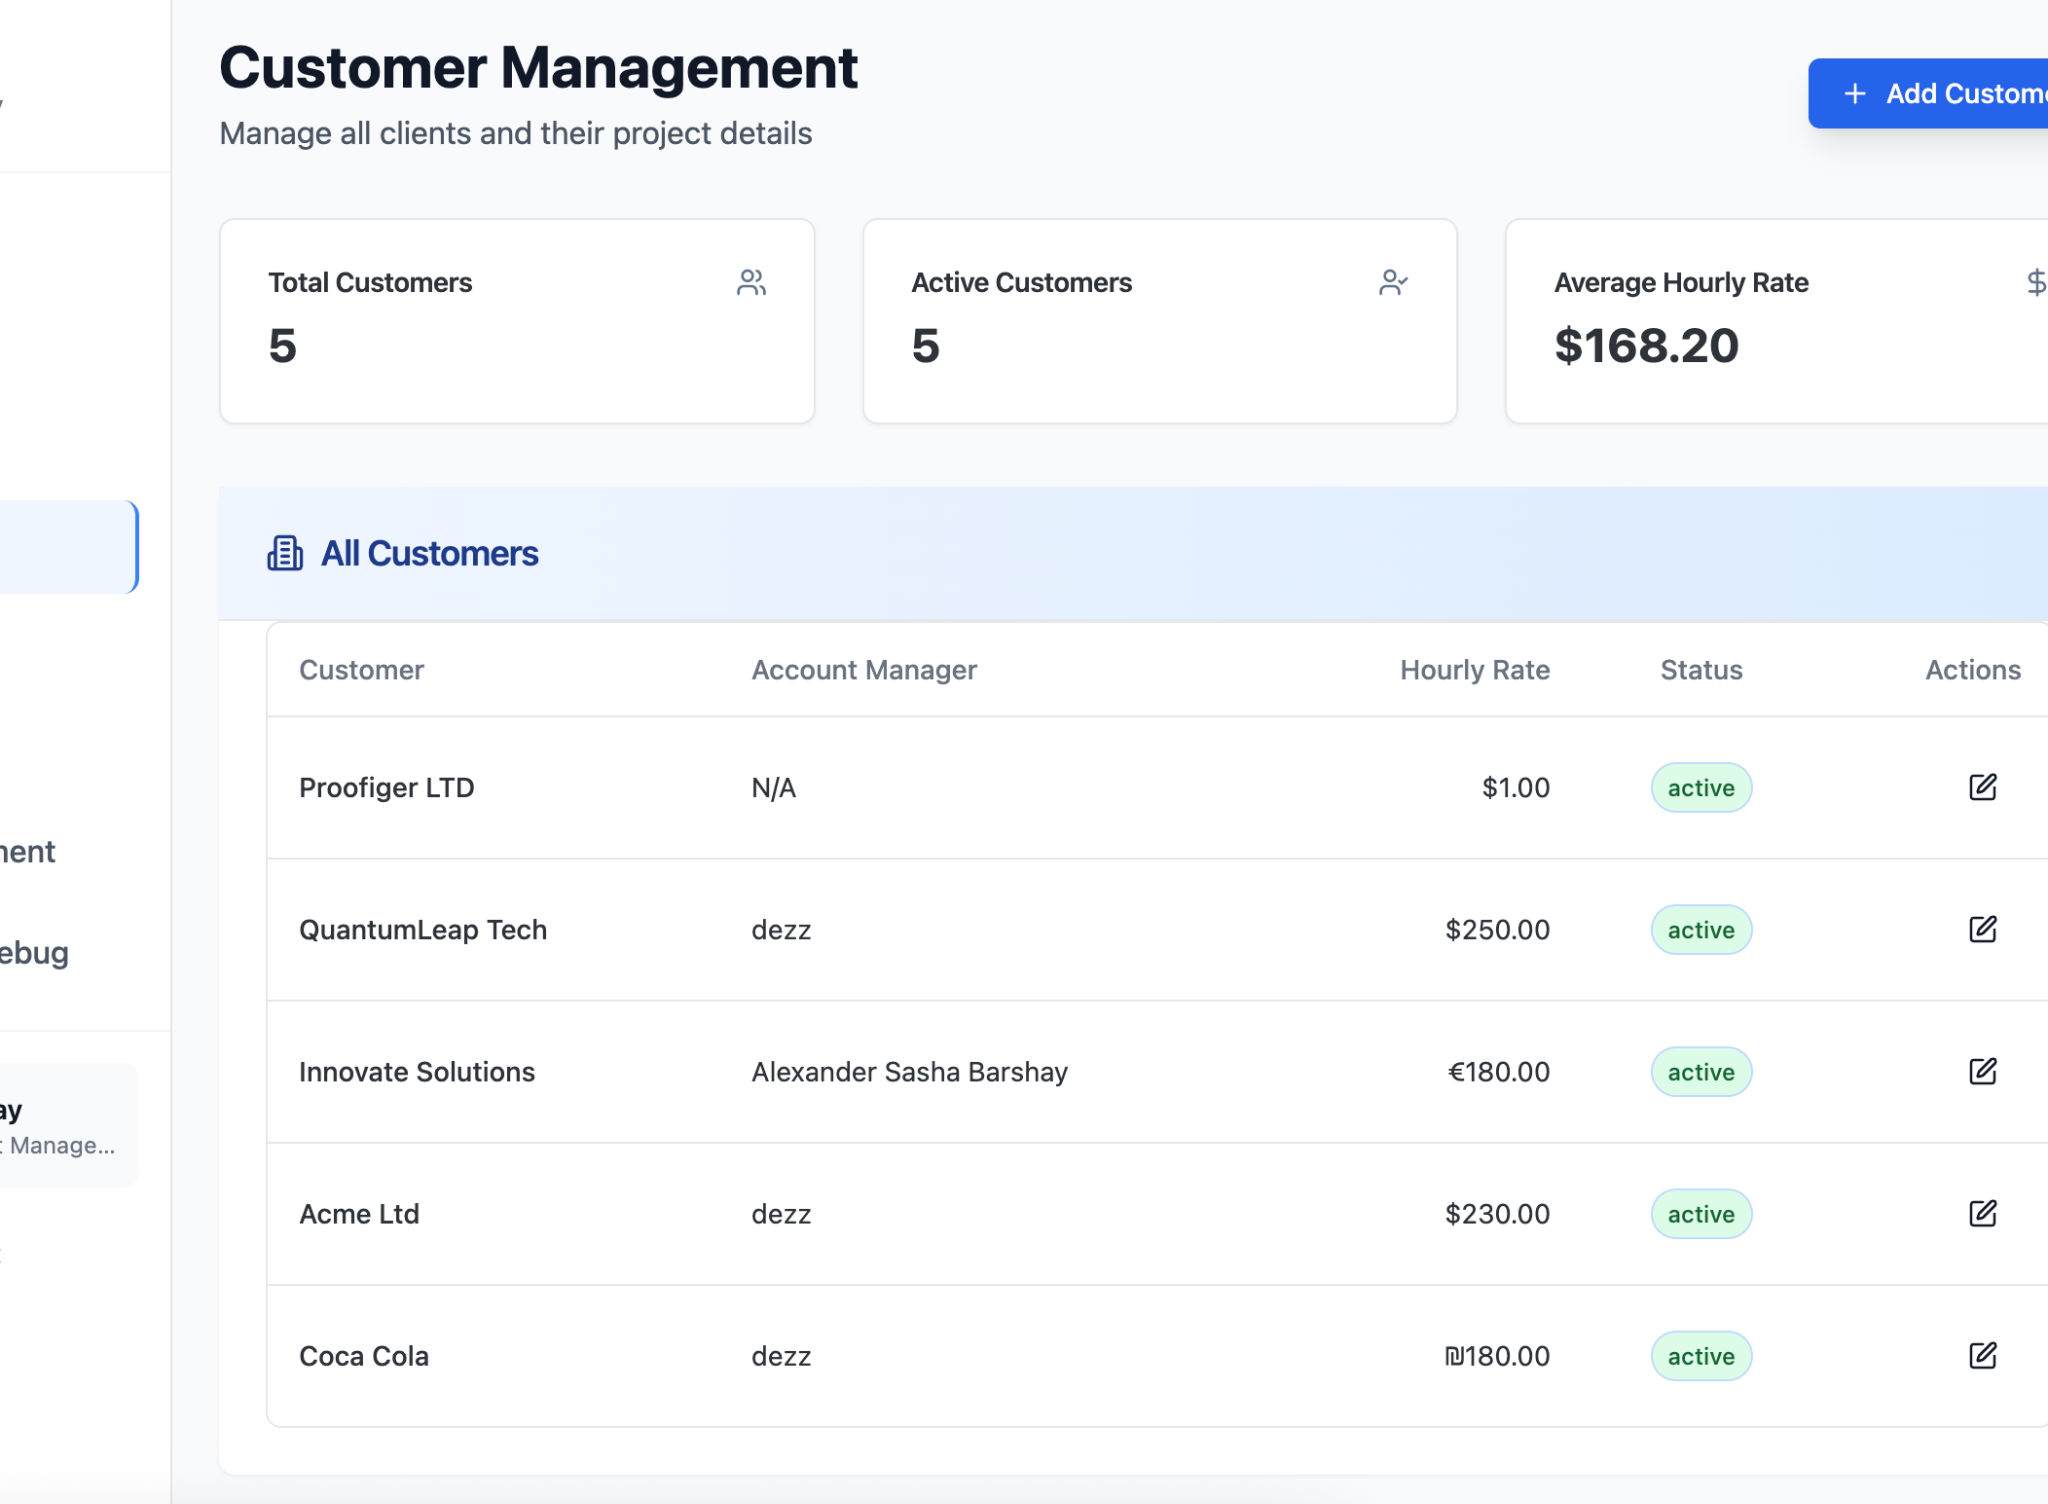 Customer Management
Manage all clients and their project details
+ Add Custome
Total Customers
5
Active Customers
5
Average Hourly Rate
$
$168.20
All Customers
Customer Account Manager Hourly Rate Status Actions
Proofiger LTD N/A $1.00 active
QuantumLeap Tech dezz $250.00 active
Innovate Solutions Alexander Sasha Barshay €180.00 active
Acme Ltd dezz $230.00 active
Coca Cola dezz ₪180.00 active
ent
ebug
ay
t Manage...